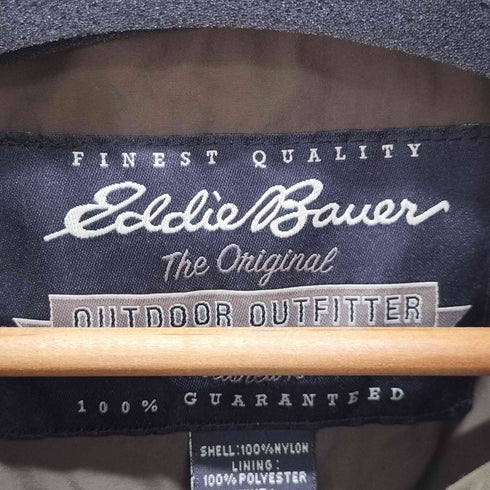 FINEST QUALITY
Eddie Bauer
The Original
OUTDOOR OUTFITTER
100% GUARANTEED
SHELL:100%NYLON
LINING:
100%POLYESTER